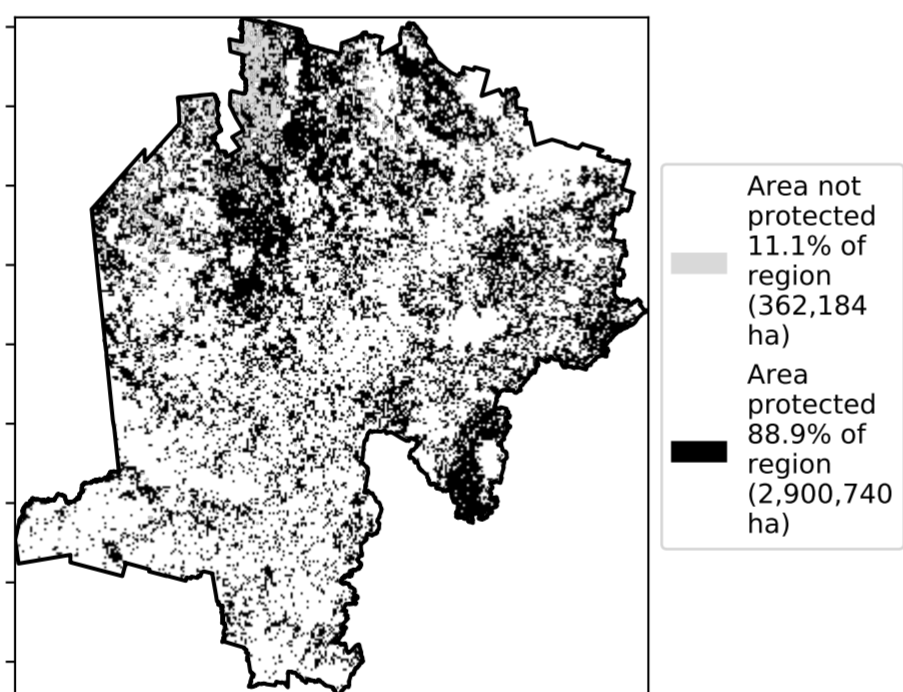 Area not
protected
11.1% of
region
(362,184
ha)
Area
protected
88.9% of
region
(2,900,740
ha)